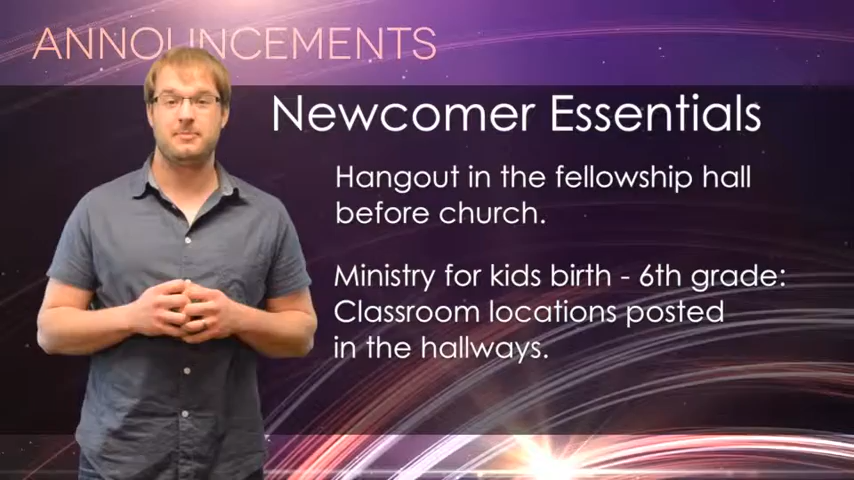 ANNOUNCEMENTS
Newcomer Essentials
Hangout in the fellowship hall
before church.
Ministry for kids birth - 6th grade:
Classroom locations posted
in the hallways.